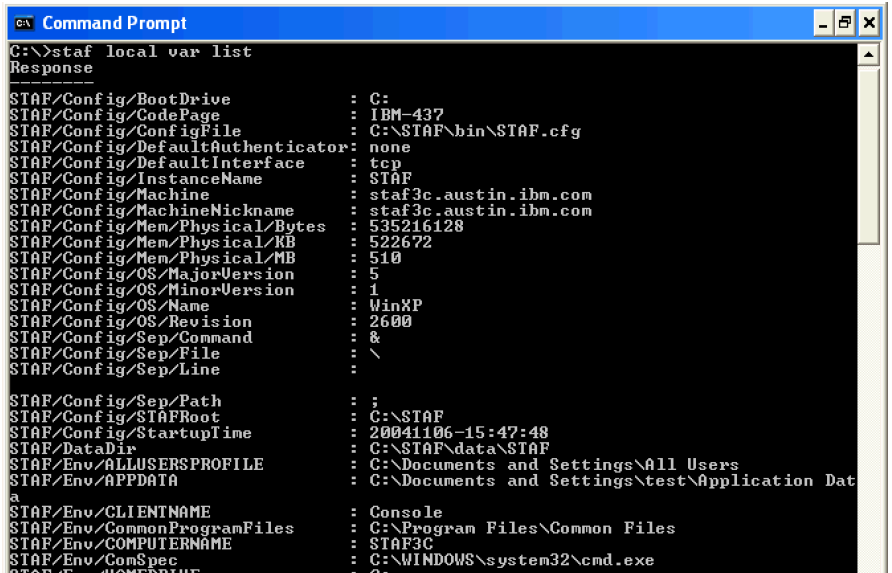 Command Prompt
C:\>staf local var list
Response
--------
STAF/Config/BootDrive : C:
STAF/Config/CodePage : IBM-437
STAF/Config/ConfigFile : C:\STAF\bin\STAF.cfg
STAF/Config/DefaultAuthenticator: none
STAF/Config/DefaultInterface : tcp
STAF/Config/InstanceName : STAF
STAF/Config/Machine : staf3c.austin.ibm.com
STAF/Config/MachineNickname : staf3c.austin.ibm.com
STAF/Config/Mem/Physical/Bytes : 535216128
STAF/Config/Mem/Physical/KB : 522672
STAF/Config/Mem/Physical/MB : 510
STAF/Config/OS/MajorVersion : 5
STAF/Config/OS/MinorVersion : 1
STAF/Config/OS/Name : WinXP
STAF/Config/OS/Revision : 2600
STAF/Config/Sep/Command : &
STAF/Config/Sep/File : \
STAF/Config/Sep/Line :
STAF/Config/Sep/Path : ;
STAF/Config/STAFRoot : C:\STAF
STAF/Config/StartupTime : 20041106-15:47:48
STAF/DataDir : C:\STAF\data\STAF
STAF/Env/ALLUSERSPROFILE : C:\Documents and Settings\All Users
STAF/Env/APPDATA : C:\Documents and Settings\test\Application Dat
a
STAF/Env/CLIENTNAME : Console
STAF/Env/CommonProgramFiles : C:\Program Files\Common Files
STAF/Env/COMPUTERNAME : STAF3C
STAF/Env/ComSpec : C:\WINDOWS\system32\cmd.exe